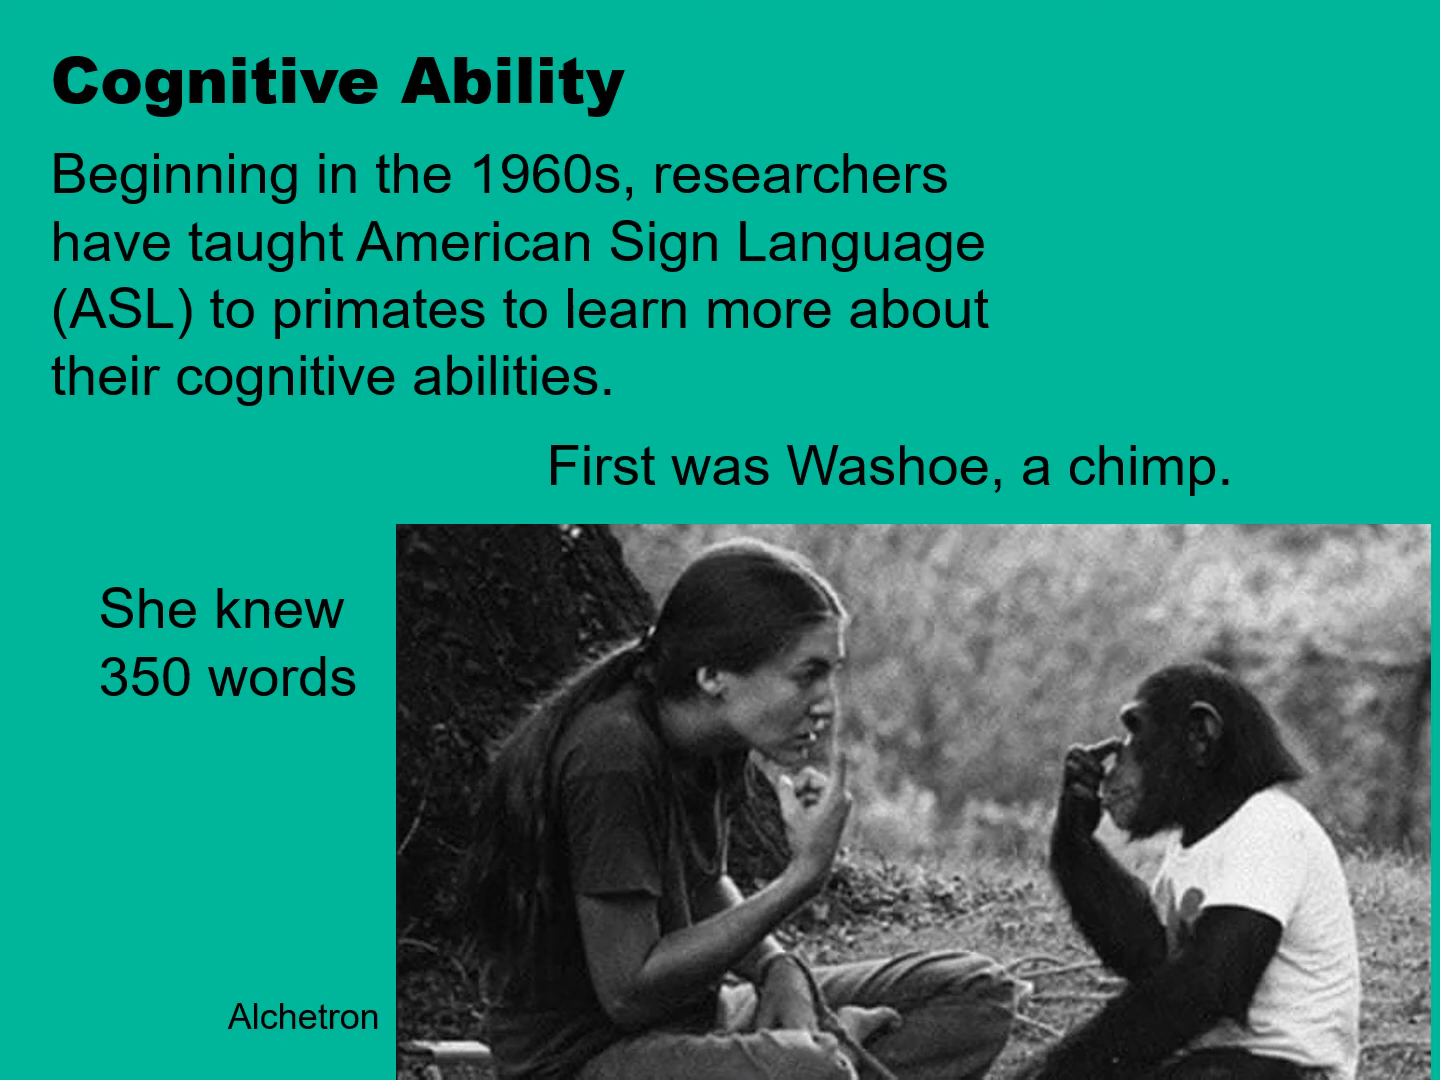 Cognitive Ability
Beginning in the 1960s, researchers
have taught American Sign Language
(ASL) to primates to learn more about
their cognitive abilities.
First was Washoe, a chimp.
She knew
350 words
Alchetron